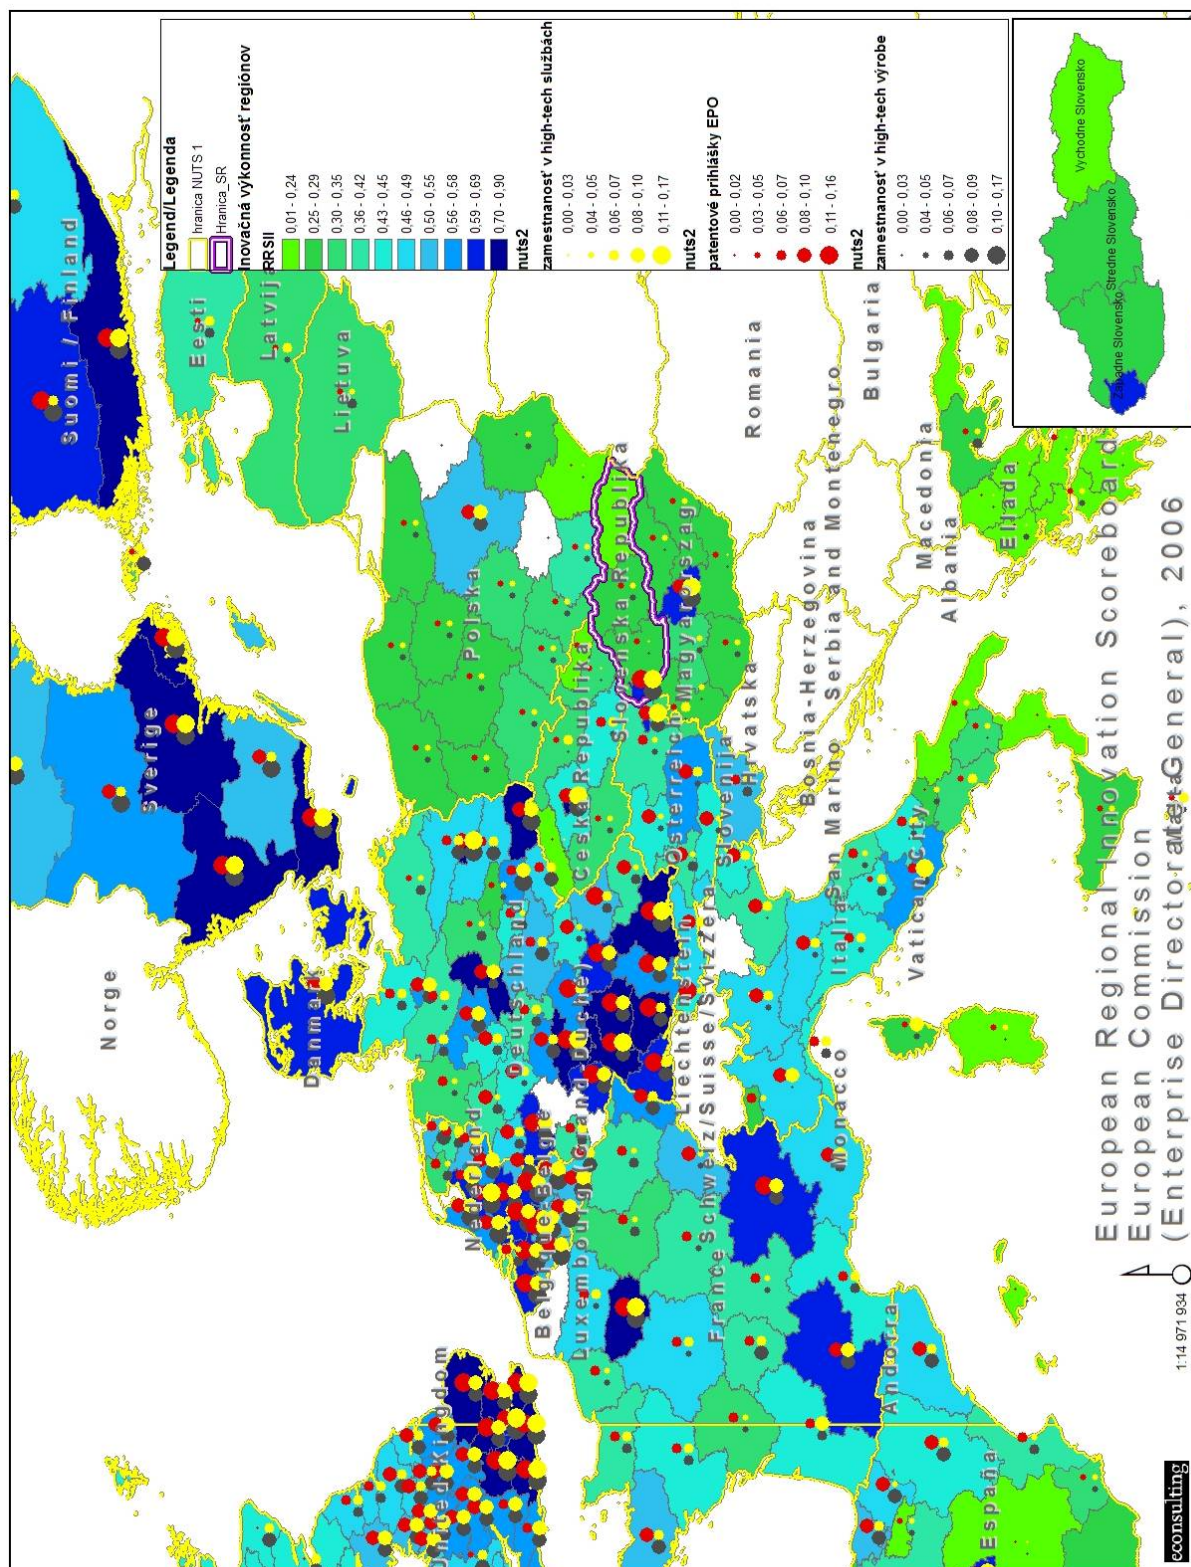 Legend/Legenda
hranica NUTS 1
Hranica_SR
Inovačná výkonnosť regiónov
RRSII
0,01 - 0,24
0,25 - 0,29
0,30 - 0,35
0,36 - 0,42
0,43 - 0,45
0,46 - 0,49
0,50 - 0,55
0,56 - 0,58
0,59 - 0,69
0,70 - 0,90
nuts2
zamestnanosť v high-tech službách
0,00 - 0,03
0,04 - 0,05
0,06 - 0,07
0,08 - 0,10
0,11 - 0,17
nuts2
patentové prihlášky EPO
0,00 - 0,02
0,03 - 0,05
0,06 - 0,07
0,08 - 0,10
0,11 - 0,16
nuts2
zamestnanosť v high-tech výrobe
0,00 - 0,03
0,04 - 0,05
0,06 - 0,07
0,08 - 0,09
0,10 - 0,17
Suomi / Finland
Eesti
Latvija
Lietuva
Sverige
Norge
Danmark
Polska
Deutschland
Nederland
United Kingdom
Belgique-België
Luxembourg (Grand-Duché)
Česka Republika
Slovenska Republika
Magyarorszag
Österreich
Slovenija
Hrvatska
Liechtenstein
Schweiz/Suisse/Svizzera
France
Romania
Bosnia-Herzegovina
Serbia and Montenegro
San Marino
Bulgaria
Macedonia
Albania
Ellada
Italia
Vatican City
Monacco
Andorra
España
Malta
Západne Slovensko
Stredne Slovensko
Vychodne Slovensko
European Regional Innovation Scoreboard
European Commission
(Enterprise Directorate-General), 2006
1:14 971 934
econsulting